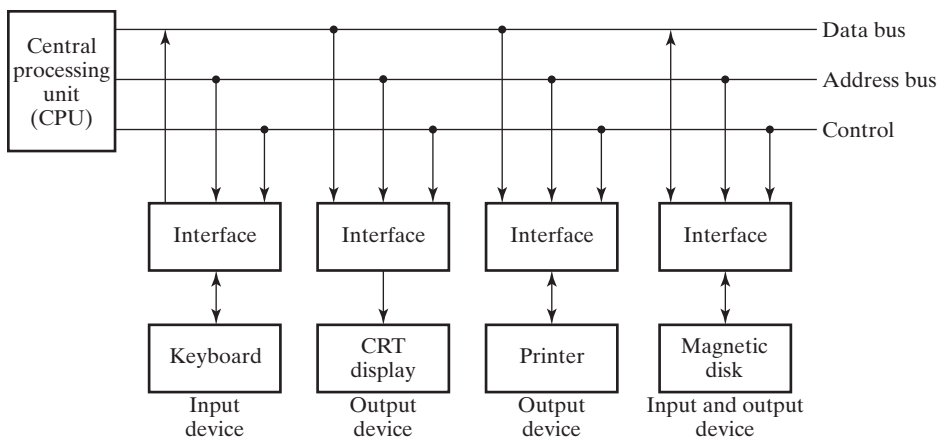 Central
processing
unit
(CPU)
Data bus
Address bus
Control
Interface
Interface
Interface
Interface
Keyboard
CRT
display
Printer
Magnetic
disk
Input
device
Output
device
Output
device
Input and output
device